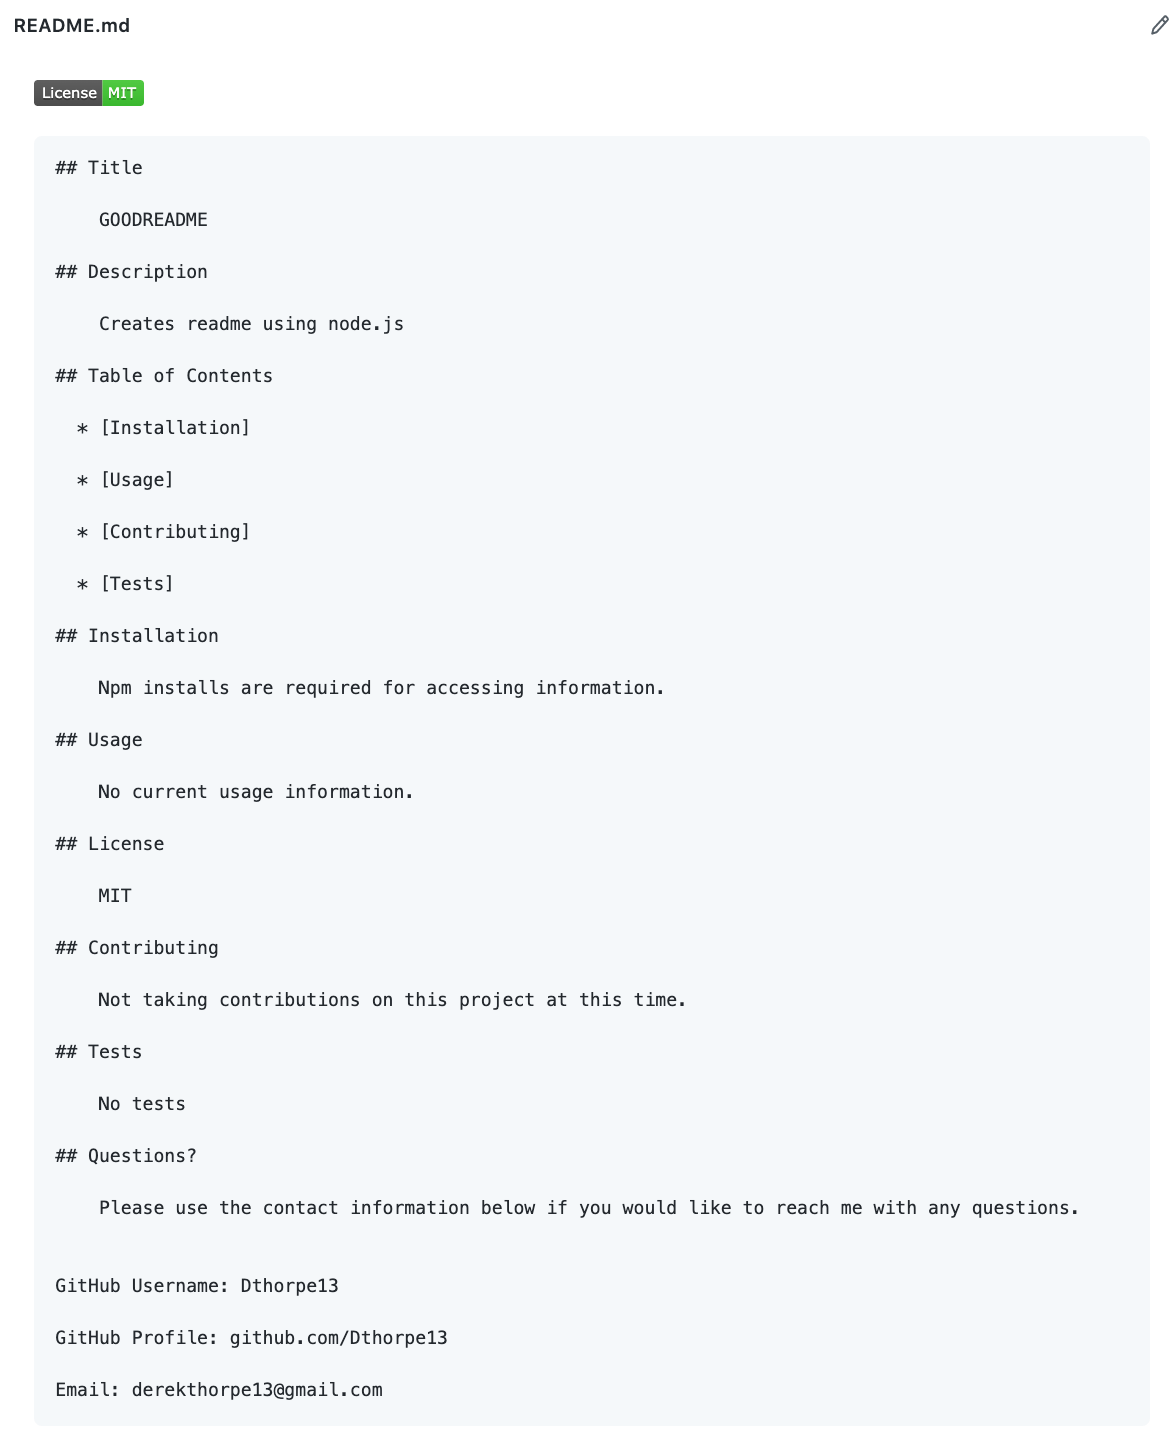 README.md
License MIT
## Title
GOODREADME
## Description
Creates readme using node.js
## Table of Contents
* [Installation]
* [Usage]
* [Contributing]
* [Tests]
## Installation
Npm installs are required for accessing information.
## Usage
No current usage information.
## License
MIT
## Contributing
Not taking contributions on this project at this time.
## Tests
No tests
## Questions?
Please use the contact information below if you would like to reach me with any questions.
GitHub Username: Dthorpe13
GitHub Profile: github.com/Dthorpe13
Email: derekthorpe13@gmail.com